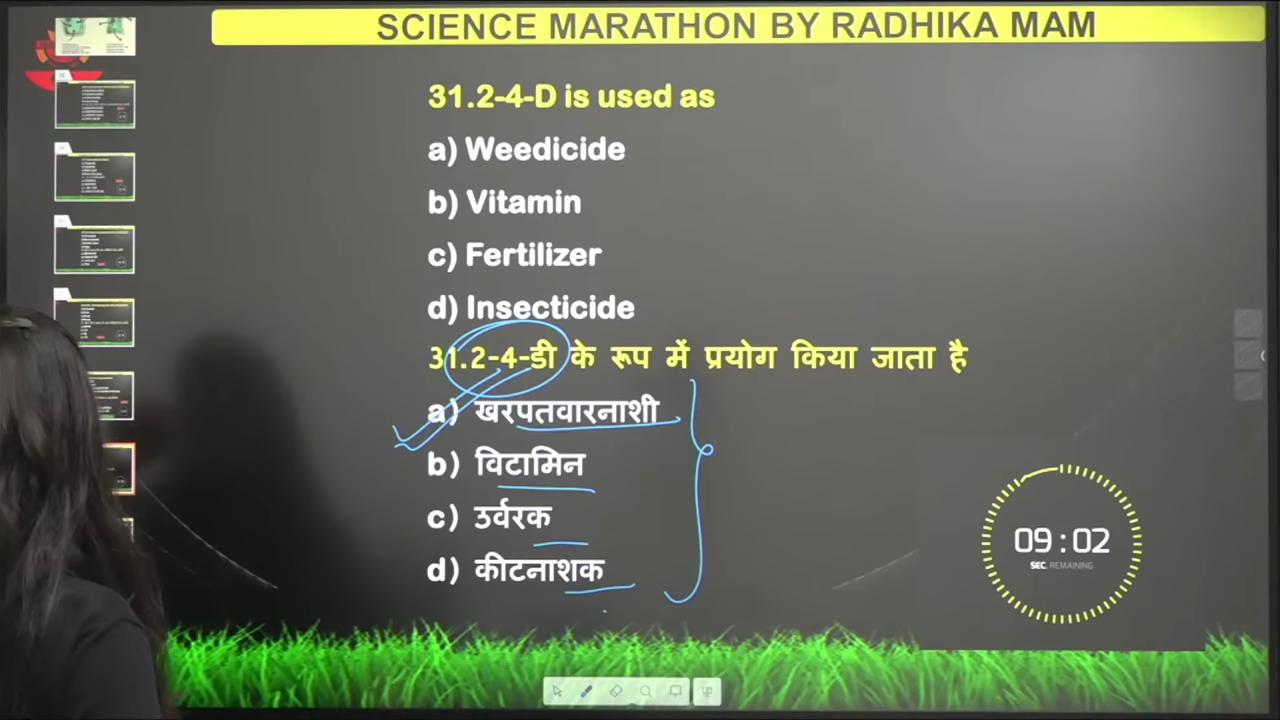 SCIENCE MARATHON BY RADHIKA MAM
31.2-4-D is used as
a) Weedicide
b) Vitamin
c) Fertilizer
d) Insecticide
31.2-4-डी के रूप में प्रयोग किया जाता है
a) खरपतवारनाशी
b) विटामिन
c) उर्वरक
d) कीटनाशक
09 : 02
SEC. REMAINING